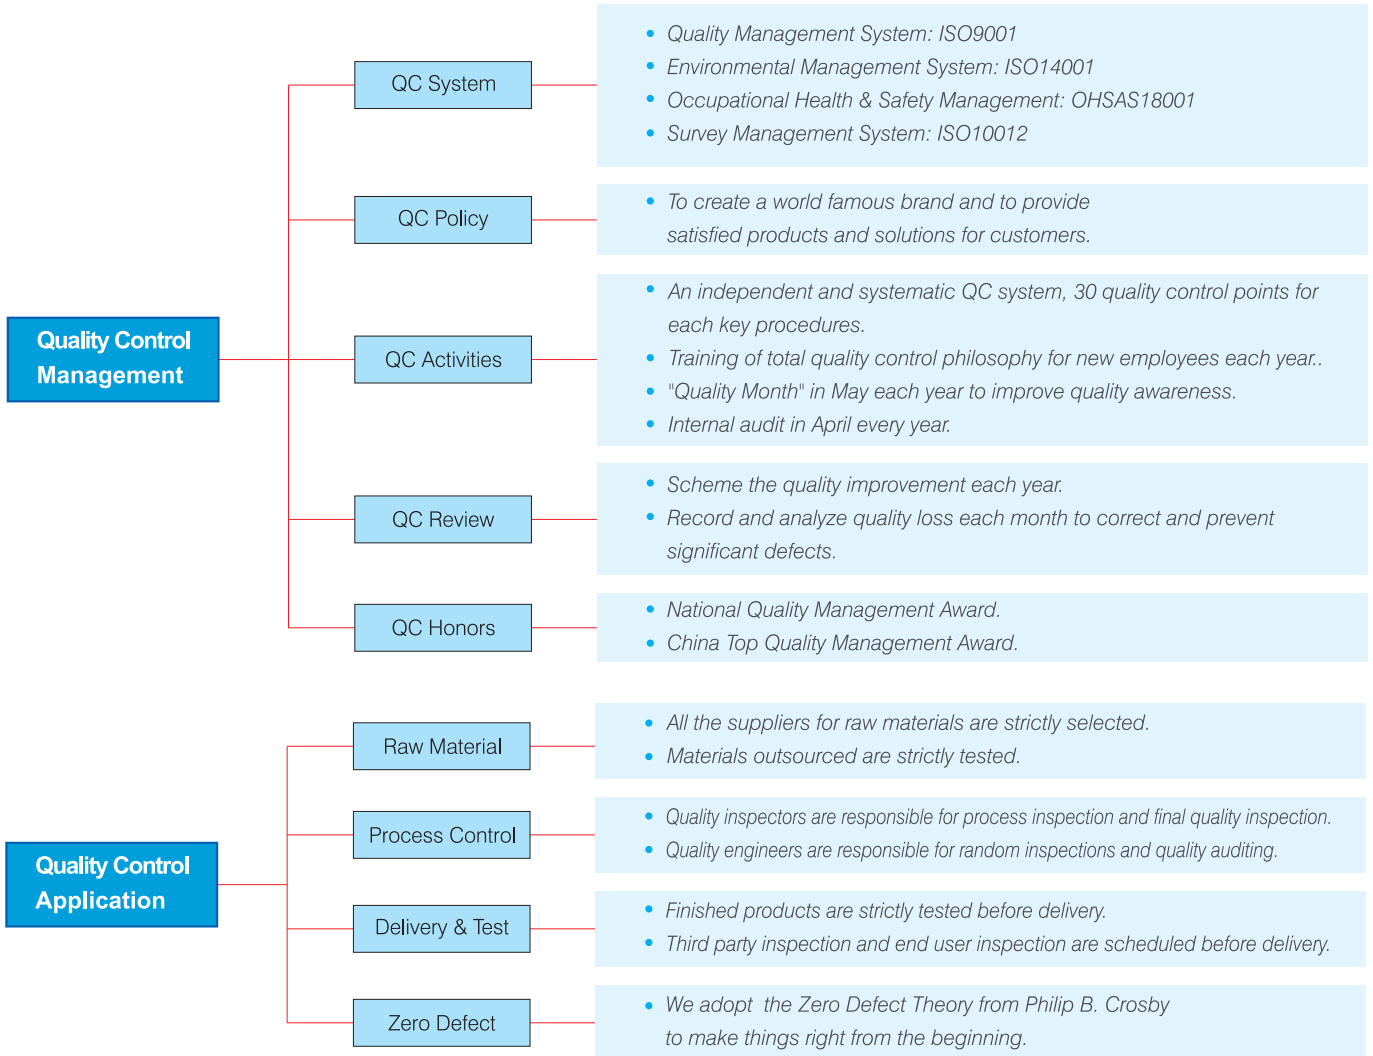 Quality Control
Management
QC System
• Quality Management System: ISO9001
• Environmental Management System: ISO14001
• Occupational Health & Safety Management: OHSAS18001
• Survey Management System: ISO10012
QC Policy
• To create a world famous brand and to provide
satisfied products and solutions for customers.
QC Activities
• An independent and systematic QC system, 30 quality control points for
each key procedures.
• Training of total quality control philosophy for new employees each year..
• "Quality Month" in May each year to improve quality awareness.
• Internal audit in April every year.
QC Review
• Scheme the quality improvement each year.
• Record and analyze quality loss each month to correct and prevent
significant defects.
QC Honors
• National Quality Management Award.
• China Top Quality Management Award.
Quality Control
Application
Raw Material
• All the suppliers for raw materials are strictly selected.
• Materials outsourced are strictly tested.
Process Control
• Quality inspectors are responsible for process inspection and final quality inspection.
• Quality engineers are responsible for random inspections and quality auditing.
Delivery & Test
• Finished products are strictly tested before delivery.
• Third party inspection and end user inspection are scheduled before delivery.
Zero Defect
• We adopt the Zero Defect Theory from Philip B. Crosby
to make things right from the beginning.